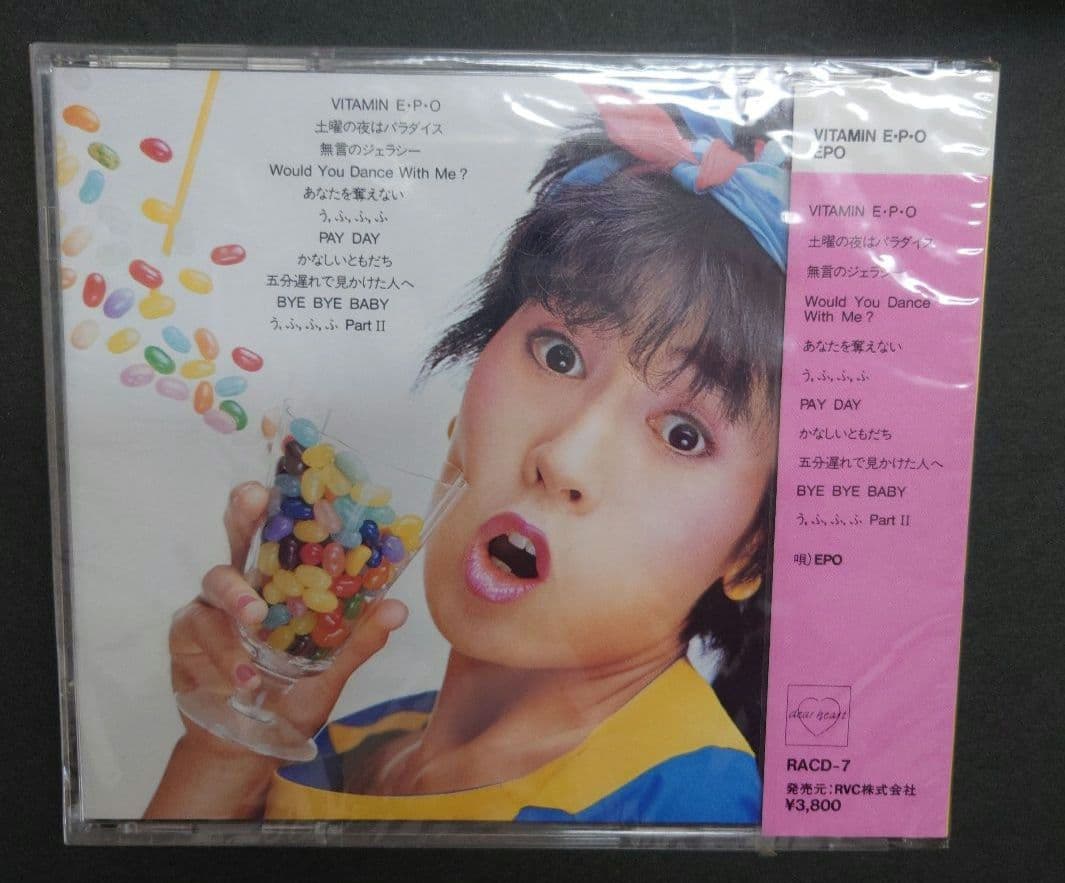 VITAMIN E・P・O
土曜の夜はパラダイス
無言のジェラシー
Would You Dance With Me ?
あなたを奪えない
う,ふ,ふ,ふ
PAY DAY
かなしいともだち
五分遅れで見かけた人へ
BYE BYE BABY
う,ふ,ふ,ふ Part II
VITAMIN E・P・O
EPO
VITAMIN E・P・O
土曜の夜はパラダイス
無言のジェラシー
Would You Dance
With Me ?
あなたを奪えない
う,ふ,ふ,ふ
PAY DAY
かなしいともだち
五分遅れで見かけた人へ
BYE BYE BABY
う,ふ,ふ,ふ Part II
唄)EPO
dear heart
RACD-7
発売元:RVC株式会社
¥3,800